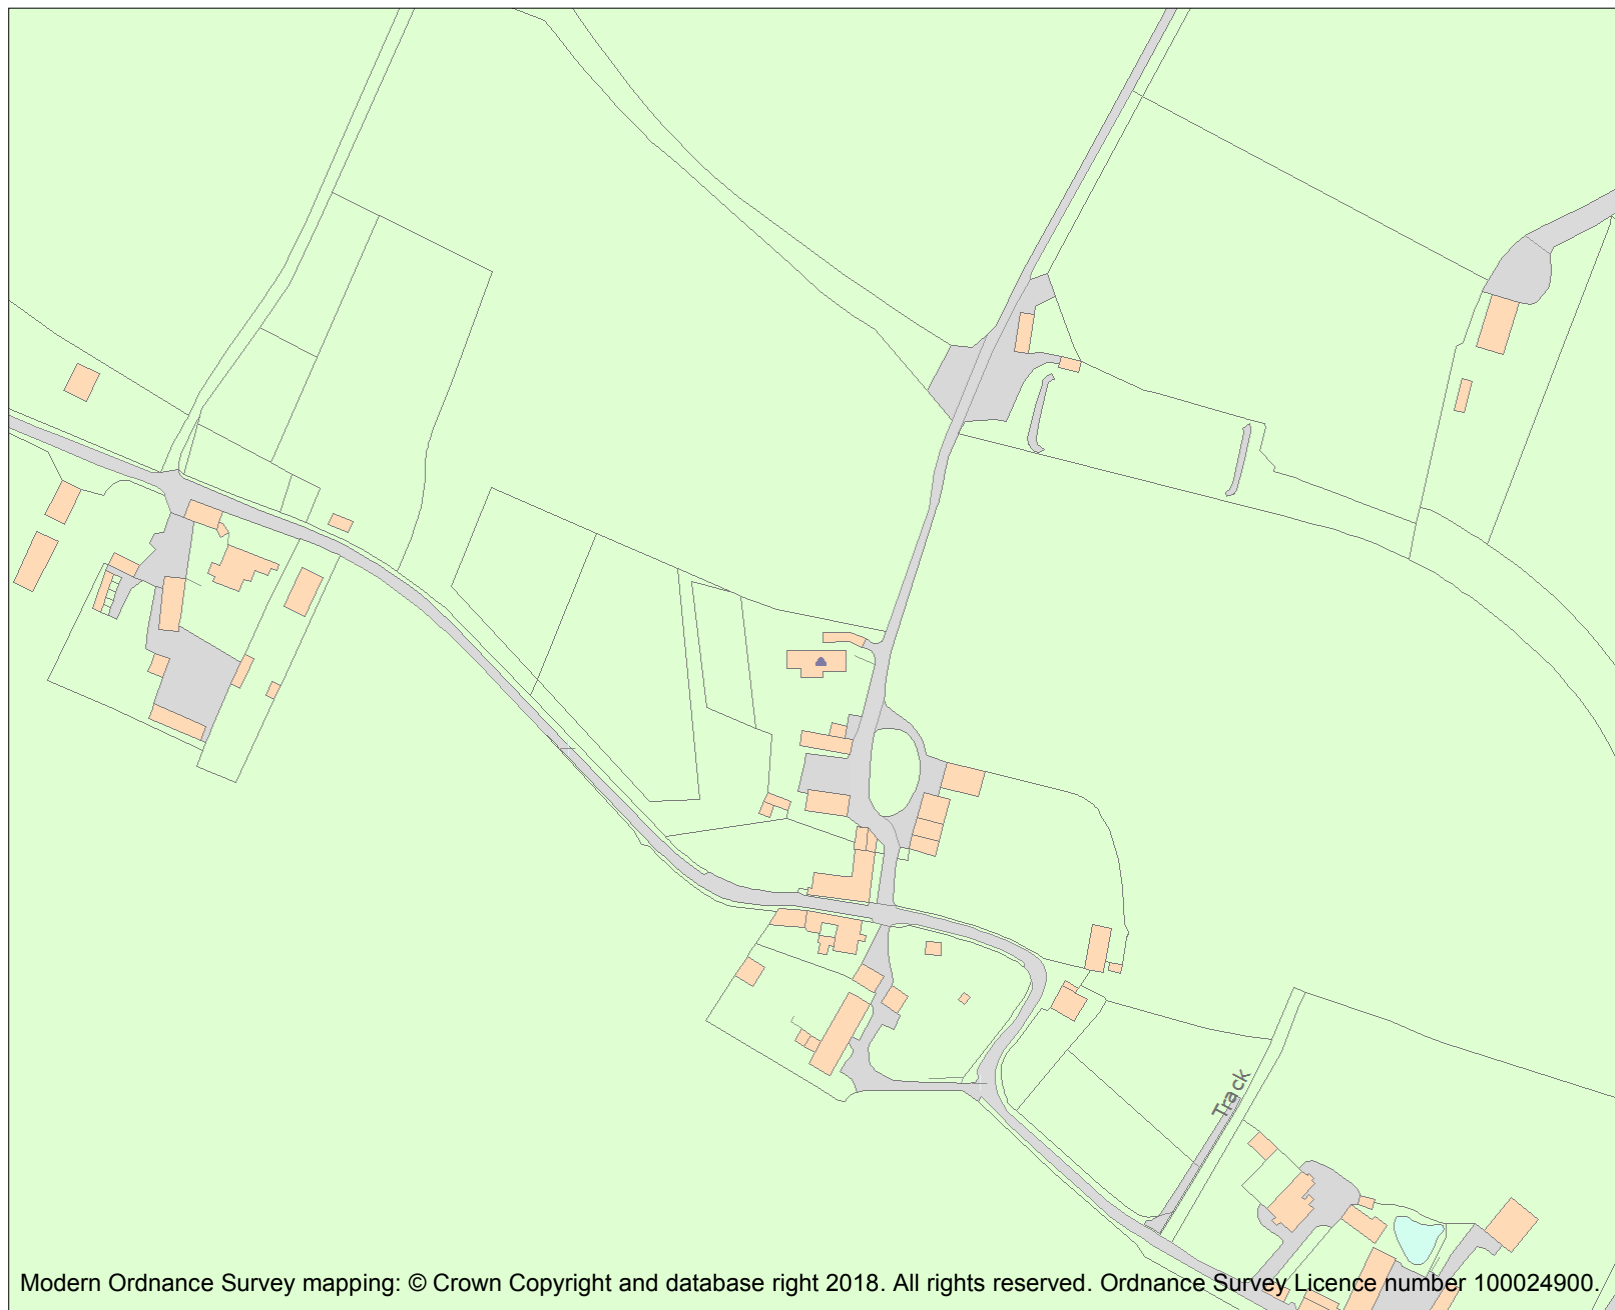 Track
Modern Ordnance Survey mapping: © Crown Copyright and database right 2018. All rights reserved. Ordnance Survey Licence number 100024900.